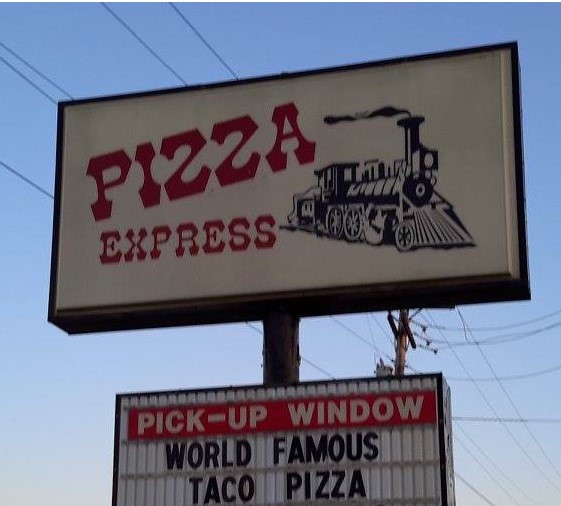 PIZZA
EXPRESS
PICK-UP WINDOW
WORLD FAMOUS
TACO PIZZA